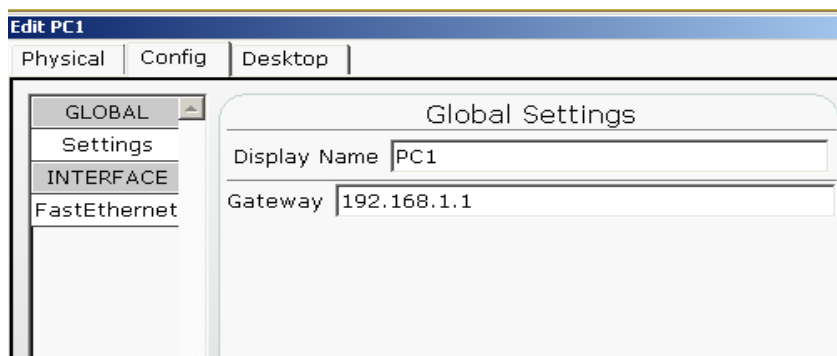 Edit PC1
Physical Config Desktop
GLOBAL
Settings
INTERFACE
FastEthernet
Global Settings
Display Name PC1
Gateway 192.168.1.1